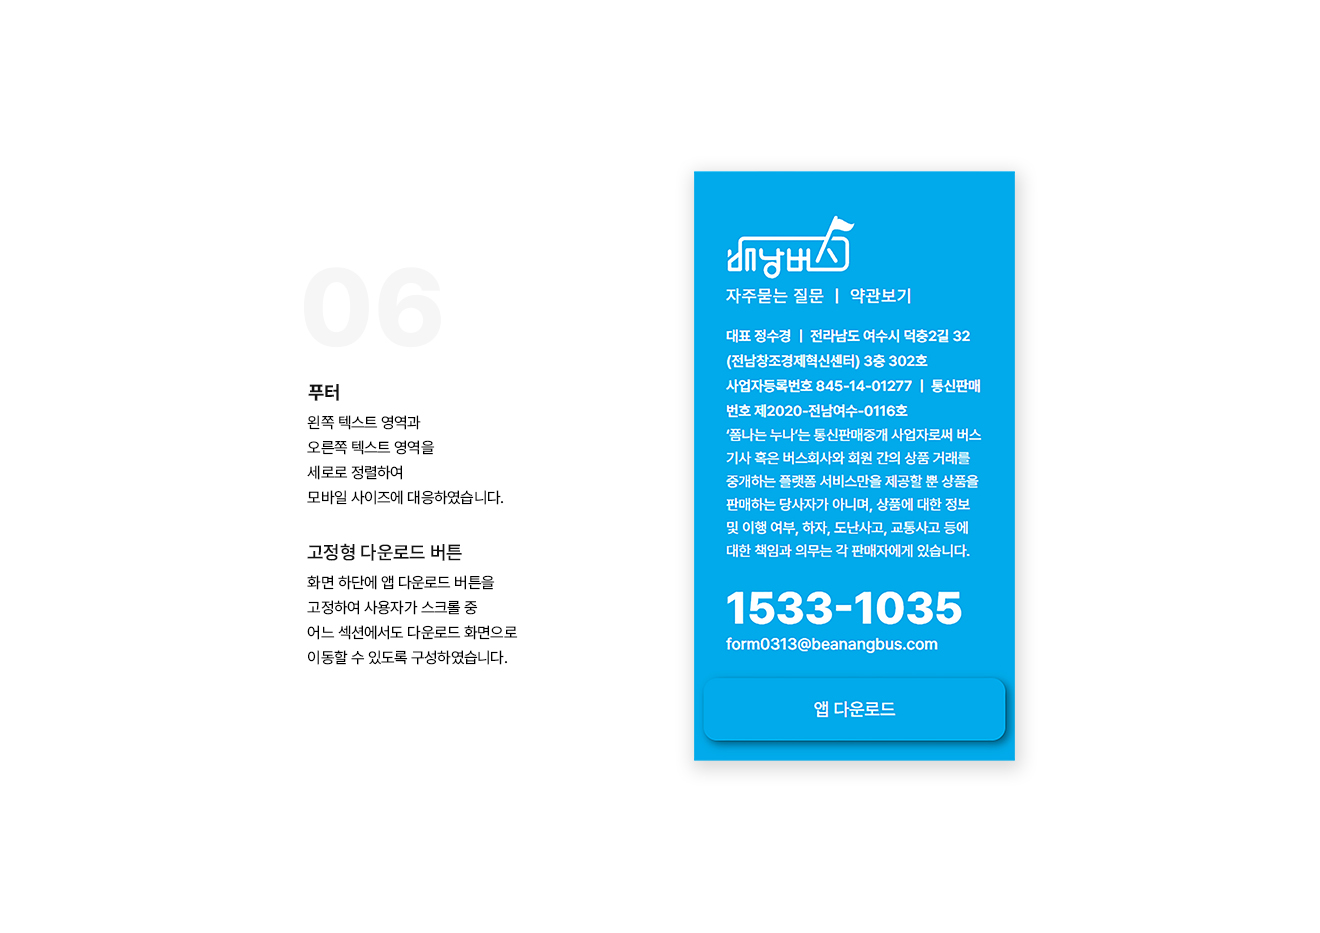 06
푸터
왼쪽 텍스트 영역과
오른쪽 텍스트 영역을
세로로 정렬하여
모바일 사이즈에 대응하였습니다.
고정형 다운로드 버튼
화면 하단에 앱 다운로드 버튼을
고정하여 사용자가 스크롤 중
어느 섹션에서도 다운로드 화면으로
이동할 수 있도록 구성하였습니다.
배낭버스
자주묻는 질문 | 약관보기
대표 정수경 | 전라남도 여수시 덕충2길 32
(전남창조경제혁신센터) 3층 302호
사업자등록번호 845-14-01277 | 통신판매
번호 제2020-전남여수-0116호
‘폼나는 누나’는 통신판매중개 사업자로써 버스
기사 혹은 버스회사와 회원 간의 상품 거래를
중개하는 플랫폼 서비스만을 제공할 뿐 상품을
판매하는 당사자가 아니며, 상품에 대한 정보
및 이행 여부, 하자, 도난사고, 교통사고 등에
대한 책임과 의무는 각 판매자에게 있습니다.
1533-1035
form0313@beanangbus.com
앱 다운로드